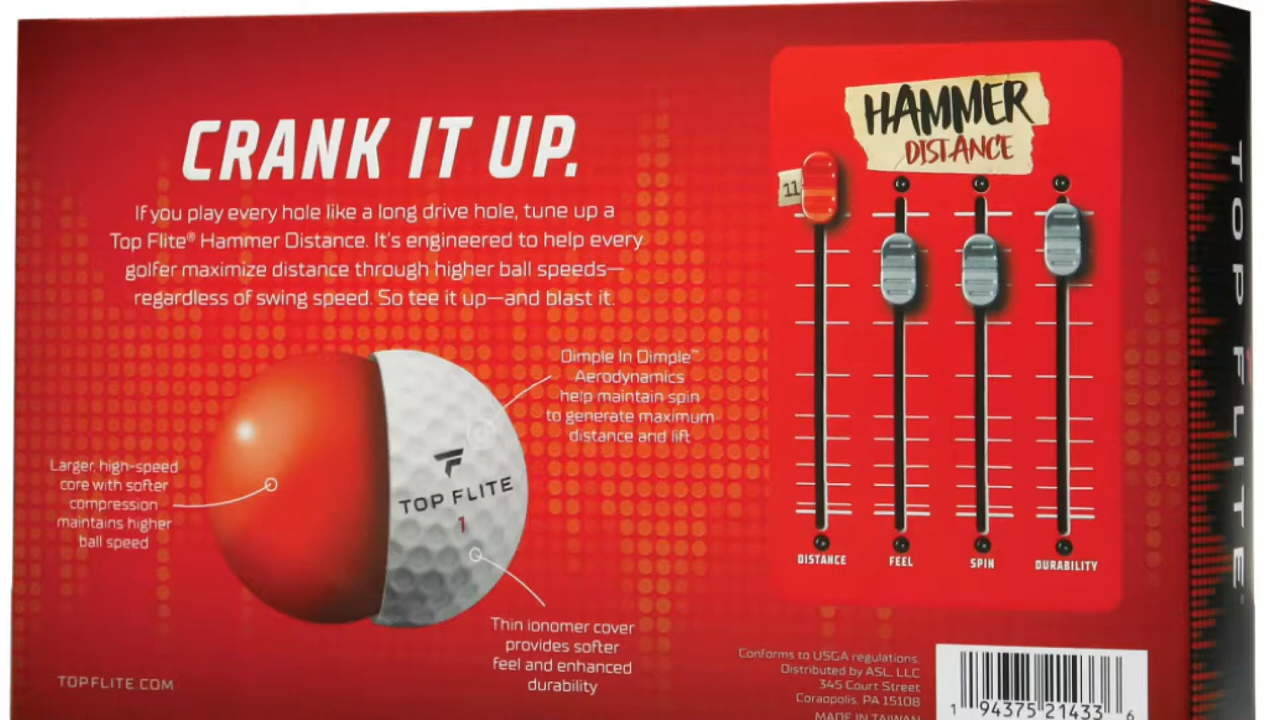 CRANK IT UP.
If you play every hole like a long drive hole, tune up a
Top Flite® Hammer Distance. It's engineered to help every
golfer maximize distance through higher ball speeds—
regardless of swing speed. So tee it up—and blast it.
Dimple In Dimple™
Aerodynamics
help maintain spin
to generate maximum
distance and lift
Larger, high-speed
core with softer
compression
maintains higher
ball speed
TOP FLITE
1
Thin ionomer cover
provides softer
feel and enhanced
durability
TOPFLITE.COM
HAMMER
DISTANCE
11
DISTANCE FEEL SPIN DURABILITY
Conforms to USGA regulations.
Distributed by ASL, LLC
345 Court Street
Coraopolis, PA 15108
MADE IN TAIWAN
1 94375 21433 6
TOP FLITE